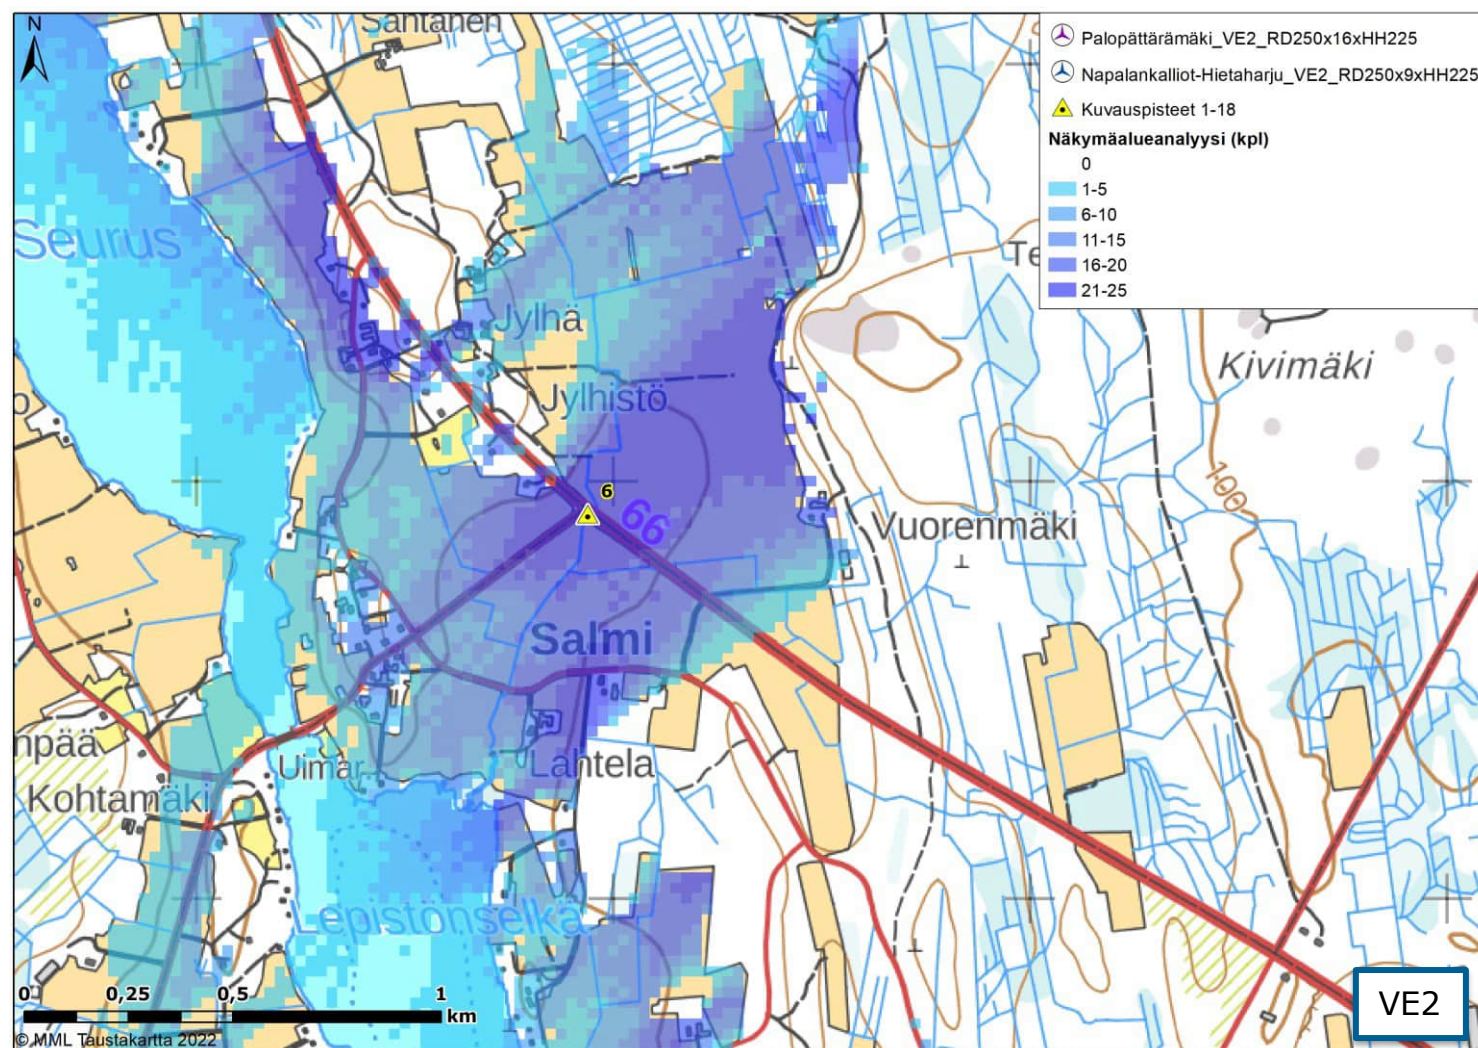 N
Sahtanen
Palopättärämäki_VE2_RD250x16xHH225
Napalankalliot-Hietaharju_VE2_RD250x9xHH225
Kuvauspisteet 1-18
Näkymäalueanalyysi (kpl)
0
1-5
6-10
11-15
16-20
21-25
Seurus
Te
Jylhä
Kivimäki
Jylhistö
o
100
6
66
Vuorenmäki
Salmi
npää
Uimar.
Lahtela
Kohtamäki
Lepistönselkä
0 0,25 0,5 1
km
VE2
© MML Taustakartta 2022